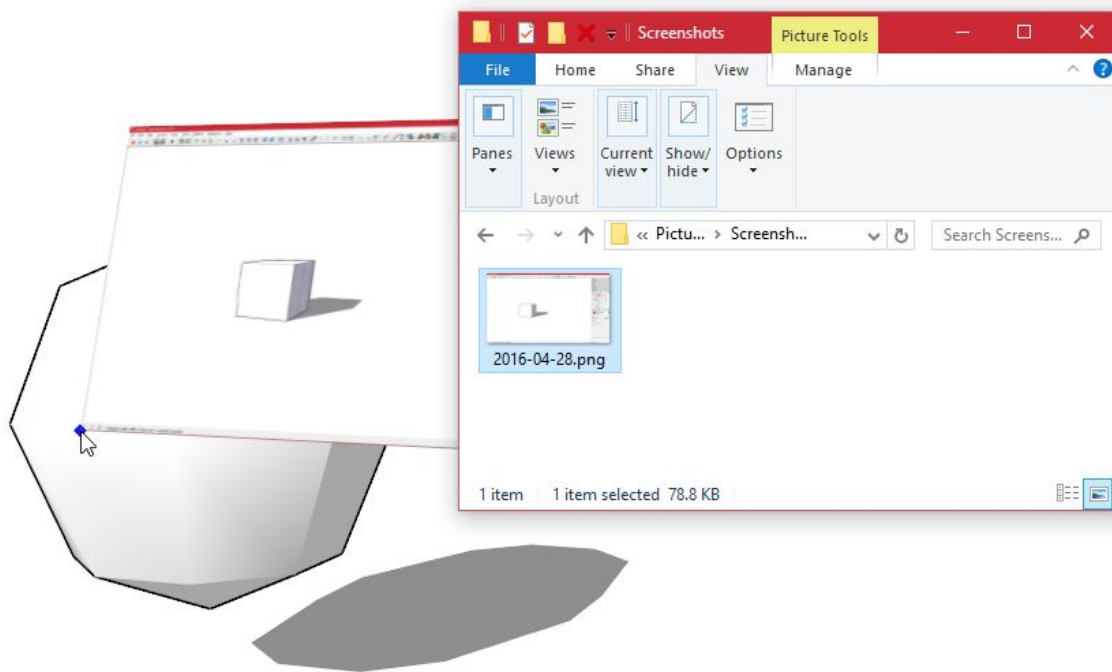 Screenshots
Picture Tools
File Home Share View Manage
Panes Views Current view Show/ hide Options
Layout
« Pictu... > Screensh... Search Screens...
2016-04-28.png
1 item 1 item selected 78.8 KB